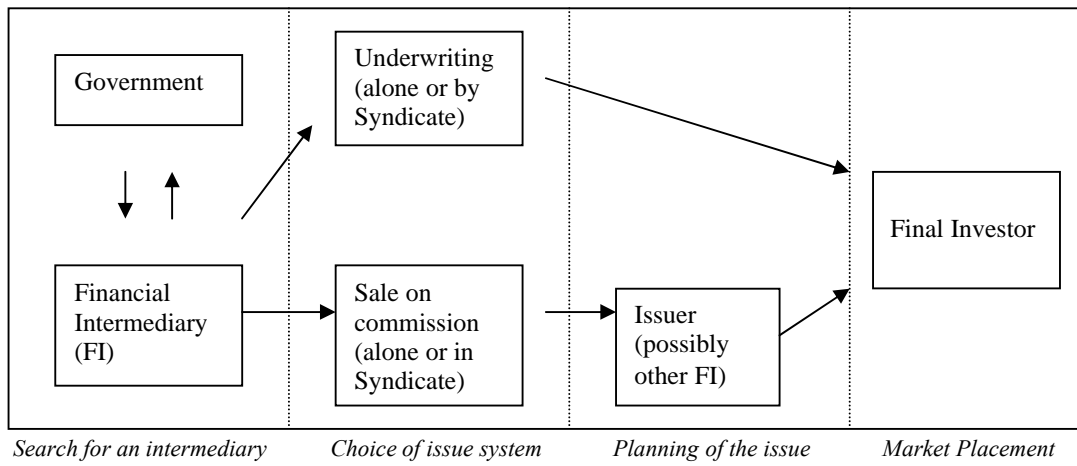 Government
Financial
Intermediary
(FI)
Underwriting
(alone or by
Syndicate)
Sale on
commission
(alone or in
Syndicate)
Issuer
(possibly
other FI)
Final Investor
Search for an intermediary
Choice of issue system
Planning of the issue
Market Placement